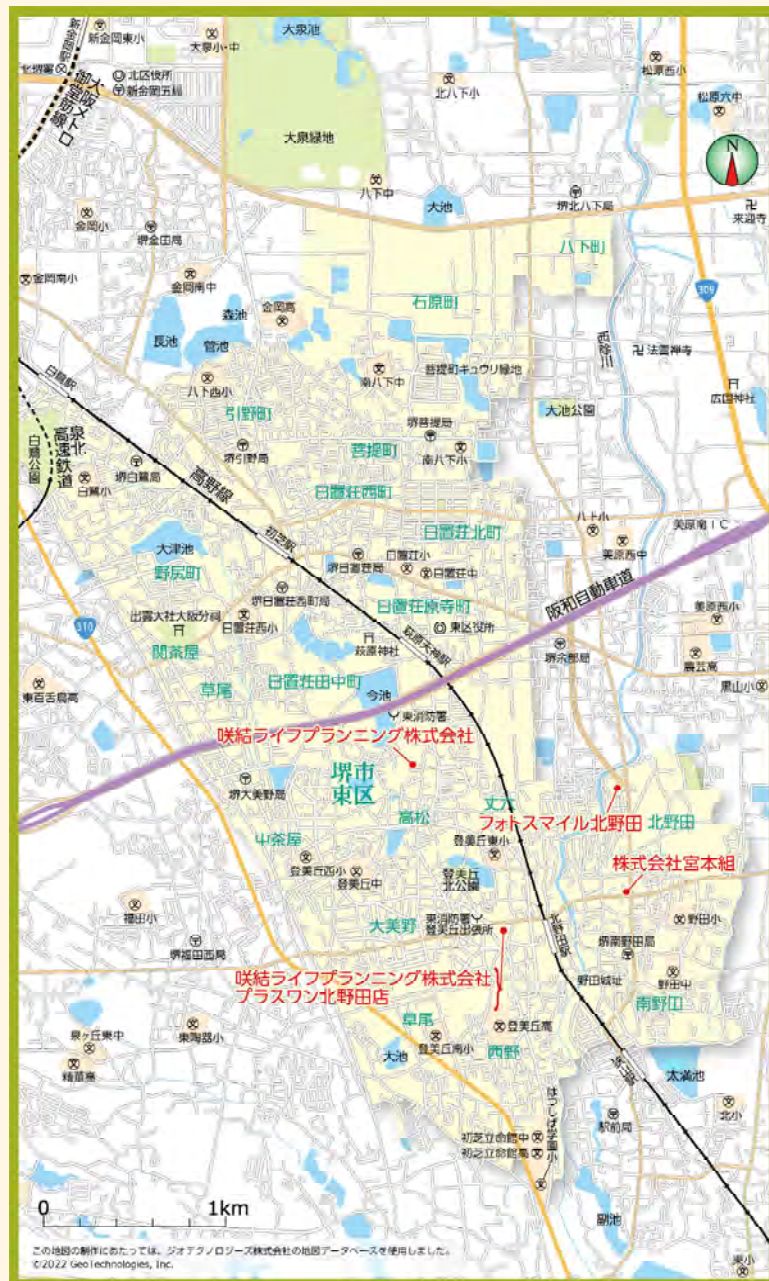 新金岡駅
新金岡東小
大泉小・中
大泉池
松原西小
北区役所
新金岡五局
北八下小
松原六中
大阪メトロ
御堂筋線
大泉緑地
N
八下中
大池
堺北八下局
来迎寺
金岡小
堺金田局
八下町
金岡南小
金岡南中
石原町
309
森池
金岡高
長池
菅池
西除川
法雲禅寺
白鷺駅
南八下中
菩提町キュウリ緑地
八下西小
広国神社
引野町
大池公園
泉北
高速鉄道
堺菩提局
白鷺公園
堺引野局
菩提町
南八下小
堺白鷺局
白鷺小
高野線
日置荘西町
八下小
美原南IC
日置荘北町
美原西中
大津池
初芝駅
日置荘小
堺日置荘局
日置荘中
野尻町
阪和自動車道
堺日置荘西町局
日置荘原寺町
美原西小
出雲大社大阪分祠
日置荘西小
東区役所
310
萩原神社
萩原天神駅
堺余部局
関茶屋
農芸高
東百舌鳥高
草尾
日置荘田中町
今池
黒山小
東消防署
咲結ライフプランニング株式会社
堺市
東区
堺大美野局
丈六
フォトスマイル北野田
北野田
高松
中茶屋
登美丘東小
登美丘西小
登美丘中
登美丘
北公園
株式会社宮本組
福田小
大美野
東消防署
登美丘出張所
北野田駅
野田小
堺福田西局
堺南野田局
咲結ライフプランニング株式会社
プラスワン北野田店
野田城址
野田中
南野田
泉ヶ丘東中
東陶器小
草尾
登美丘高
登美丘南小
大池
西野
精華高
狭山駅
太満池
はつしば学園小
駅前局
北小
初芝立命館中
初芝立命館高
0
1km
副池
東小
この地図の制作にあたっては、ジオテクノロジーズ株式会社の地図データベースを使用しました。
©2022 GeoTechnologies, Inc.